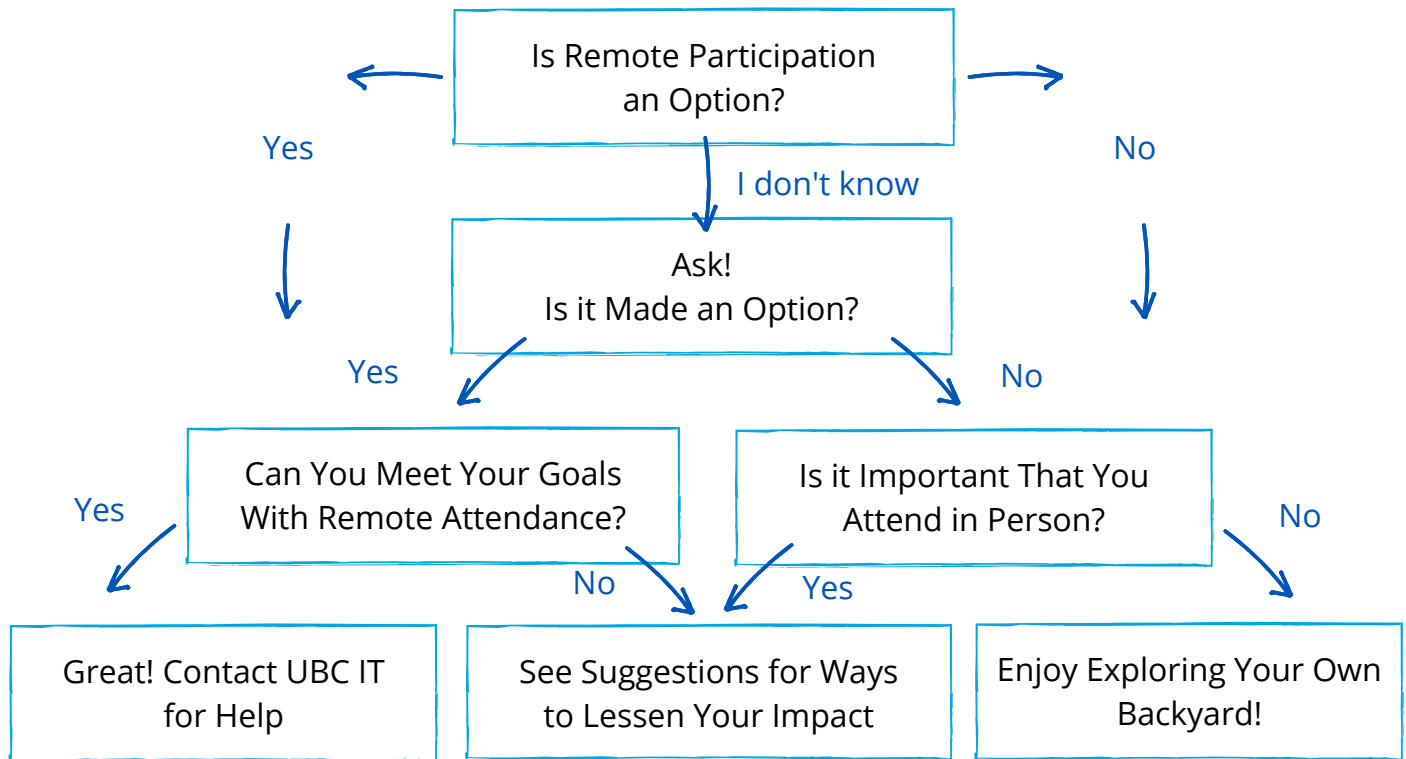 Is Remote Participation
an Option?
Yes
No
I don't know
Ask!
Is it Made an Option?
Yes
No
Can You Meet Your Goals
With Remote Attendance?
Is it Important That You
Attend in Person?
Yes
No
No
Yes
Great! Contact UBC IT
for Help
See Suggestions for Ways
to Lessen Your Impact
Enjoy Exploring Your Own
Backyard!